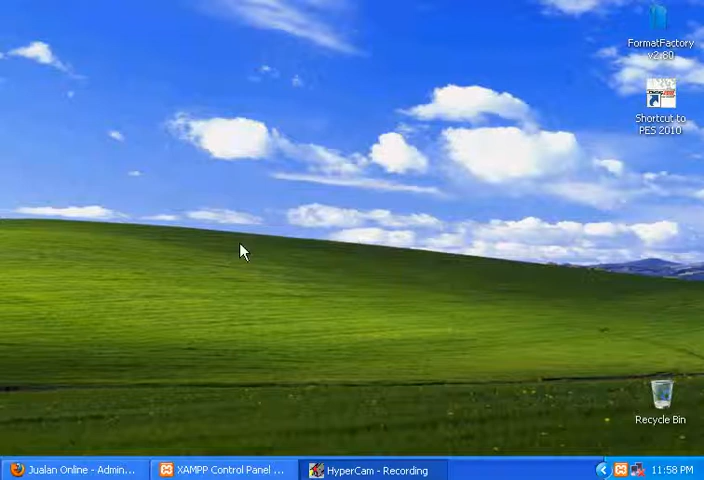 FormatFactory
v2.80
Shortcut to
PES 2010
Recycle Bin
Jualan Online - Admin...
XAMPP Control Panel ...
HyperCam - Recording
11:58 PM